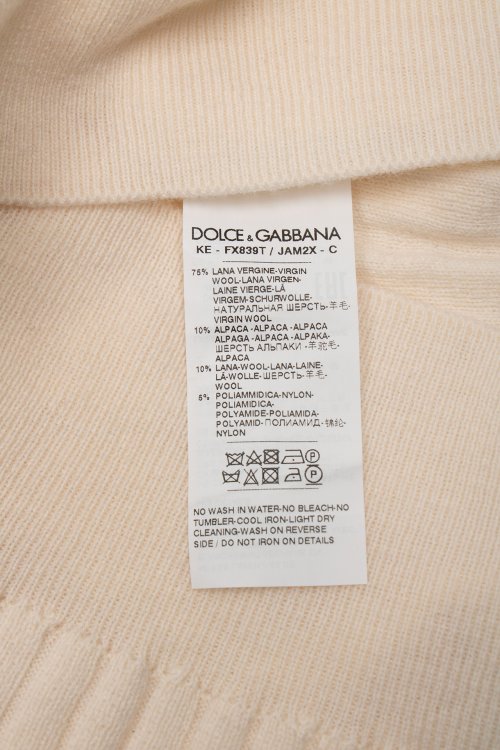 DOLCE & GABBANA
KE - FX839T / JAM2X - C
75% LANA VERGINE-VIRGIN
WOOL-LANA VIRGEN-
LAINE VIERGE-LÃ
VIRGEM-SCHURWOLLE-
НАТУРАЛЬНАЯ ШЕРСТЬ-羊毛-
VIRGIN WOOL
10% ALPACA -ALPACA -ALPACA
ALPAGA -ALPACA -ALPAKA-
ШЕРСТЬ АЛЬПАКИ -羊驼毛-
ALPACA
10% LANA-WOOL-LANA-LAINE-
LÃ-WOLLE-ШЕРСТЬ-羊毛-
WOOL
5% POLIAMMIDICA-NYLON-
POLIAMIDICA-
POLYAMIDE-POLIAMIDA-
POLYAMID-ПОЛИАМИД-锦纶-
NYLON
P
P
NO WASH IN WATER-NO BLEACH-NO
TUMBLER-COOL IRON-LIGHT DRY
CLEANING-WASH ON REVERSE
SIDE / DO NOT IRON ON DETAILS